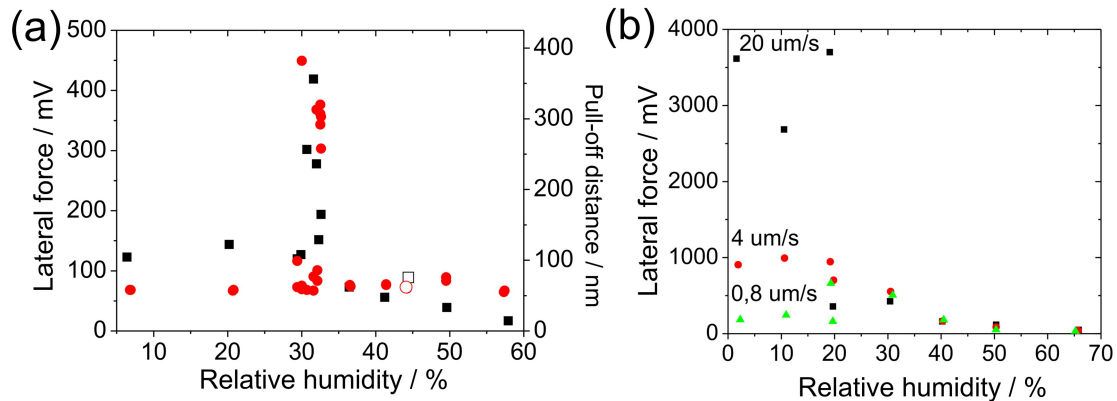 (a)
500
400
300
200
100
0
Lateral force / mV
10 20 30 40 50 60
Relative humidity / %
400
300
200
100
0
Pull-off distance / nm
(b)
4000
3000
2000
1000
0
Lateral force / mV
20 um/s
4 um/s
0,8 um/s
0 10 20 30 40 50 60 70
Relative humidity / %